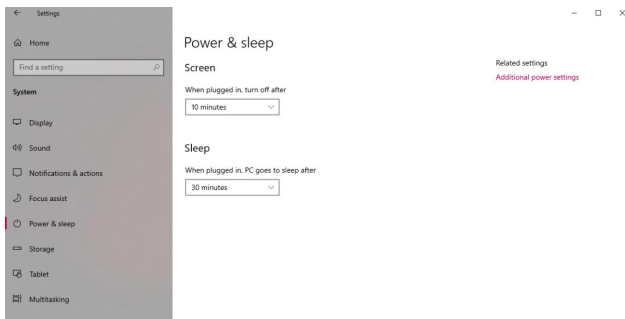 Settings
Home
Find a setting
System
Display
Sound
Notifications & actions
Focus assist
Power & sleep
Storage
Tablet
Multitasking
Power & sleep
Screen
When plugged in, turn off after
10 minutes
Sleep
When plugged in, PC goes to sleep after
30 minutes
Related settings
Additional power settings